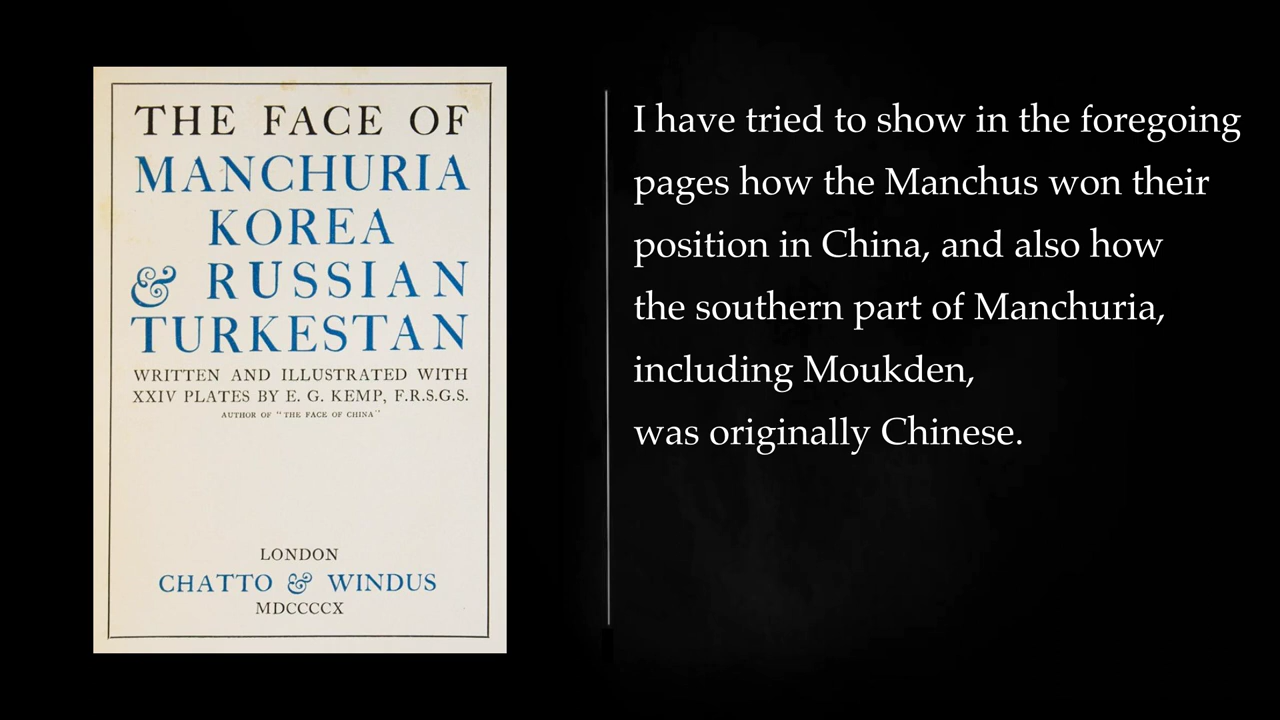 THE FACE OF
MANCHURIA
KOREA
& RUSSIAN
TURKESTAN
WRITTEN AND ILLUSTRATED WITH
XXIV PLATES BY E. G. KEMP, F.R.S.G.S.
AUTHOR OF "THE FACE OF CHINA"
LONDON
CHATTO & WINDUS
MDCCCCX
I have tried to show in the foregoing
pages how the Manchus won their
position in China, and also how
the southern part of Manchuria,
including Moukden,
was originally Chinese.